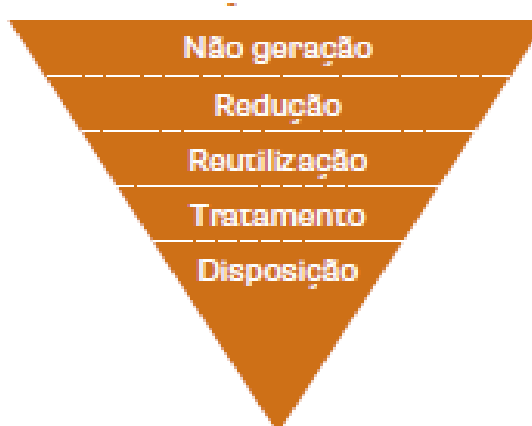 Não geração
Redução
Reutilização
Tratamento
Disposição